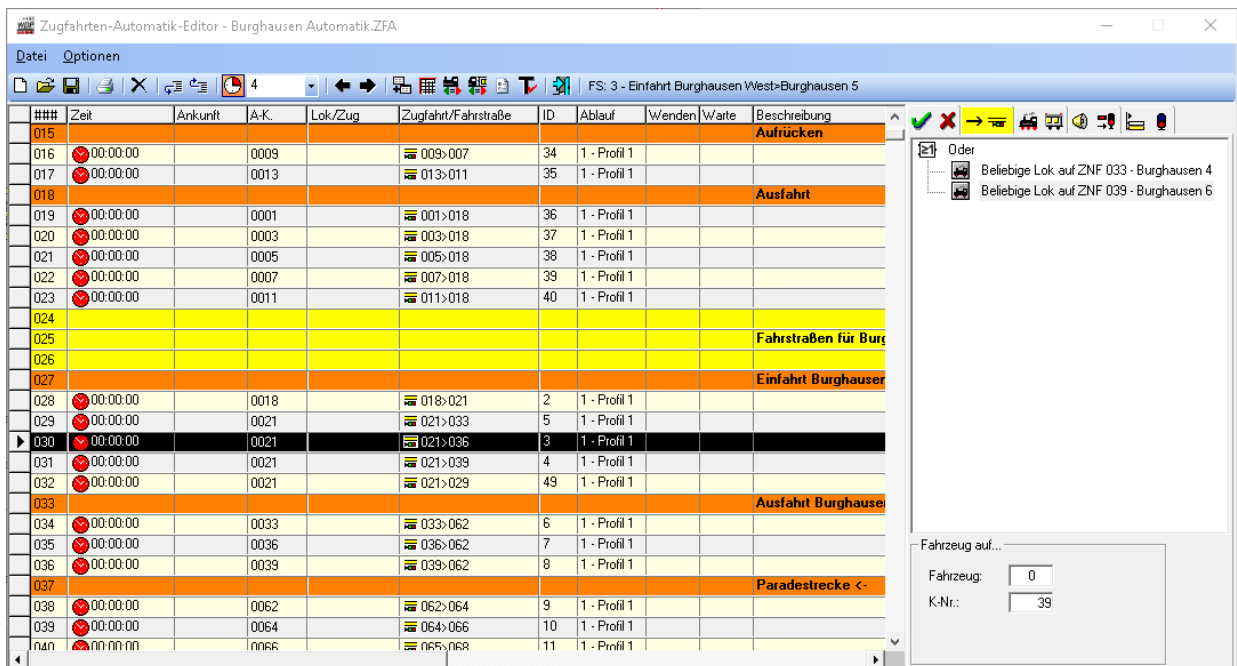 Zugfahrten-Automatik-Editor - Burghausen Automatik.ZFA
Datei Optionen
4 FS: 3 - Einfahrt Burghausen West>Burghausen 5
### Zeit Ankunft A-K. Lok/Zug Zugfahrt/Fahrstraße ID Ablauf Wenden Warte Beschreibung
015 Aufrücken
016 00:00:00 0009 009>007 34 1 - Profil 1
017 00:00:00 0013 013>011 35 1 - Profil 1
018 Ausfahrt
019 00:00:00 0001 001>018 36 1 - Profil 1
020 00:00:00 0003 003>018 37 1 - Profil 1
021 00:00:00 0005 005>018 38 1 - Profil 1
022 00:00:00 0007 007>018 39 1 - Profil 1
023 00:00:00 0011 011>018 40 1 - Profil 1
024
025 Fahrstraßen für Burg
026
027 Einfahrt Burghausen
028 00:00:00 0018 018>021 2 1 - Profil 1
029 00:00:00 0021 021>033 5 1 - Profil 1
030 00:00:00 0021 021>036 3 1 - Profil 1
031 00:00:00 0021 021>039 4 1 - Profil 1
032 00:00:00 0021 021>029 49 1 - Profil 1
033 Ausfahrt Burghausen
034 00:00:00 0033 033>062 6 1 - Profil 1
035 00:00:00 0036 036>062 7 1 - Profil 1
036 00:00:00 0039 039>062 8 1 - Profil 1
037 Paradestrecke <-
038 00:00:00 0062 062>064 9 1 - Profil 1
039 00:00:00 0064 064>066 10 1 - Profil 1
040 00:00:00 0066 065>068 11 1 - Profil 1
Oder
Beliebige Lok auf ZNF 033 - Burghausen 4
Beliebige Lok auf ZNF 039 - Burghausen 6
Fahrzeug auf...
Fahrzeug: 0
K-Nr.: 39